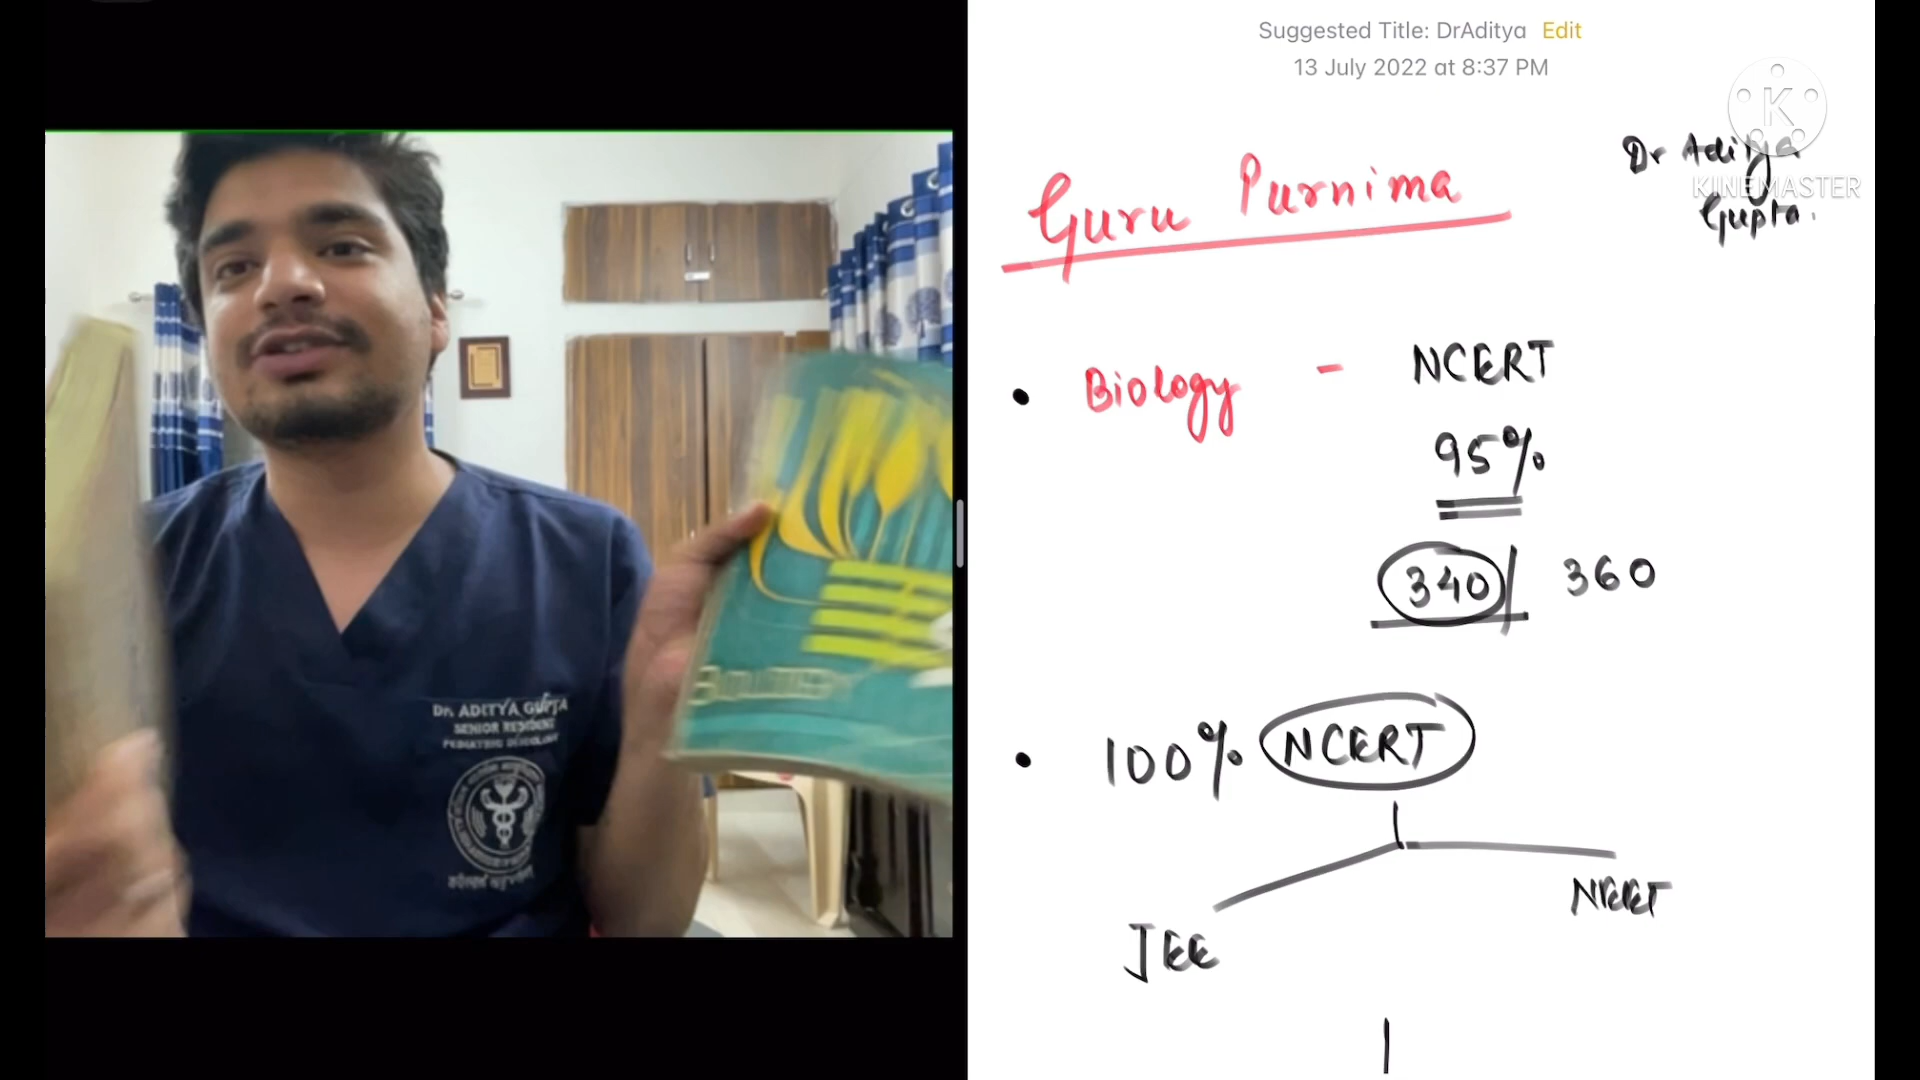 DR. ADITYA GUPTA
SENIOR RESIDENT
BIOLOGY
Suggested Title: DrAditya Edit
13 July 2022 at 8:37 PM
KINEMASTER
Dr Aditya
Gupta.
Guru Purnima
• Biology - NCERT
95%
340/ 360
• 100% NCERT
JEE
NEET